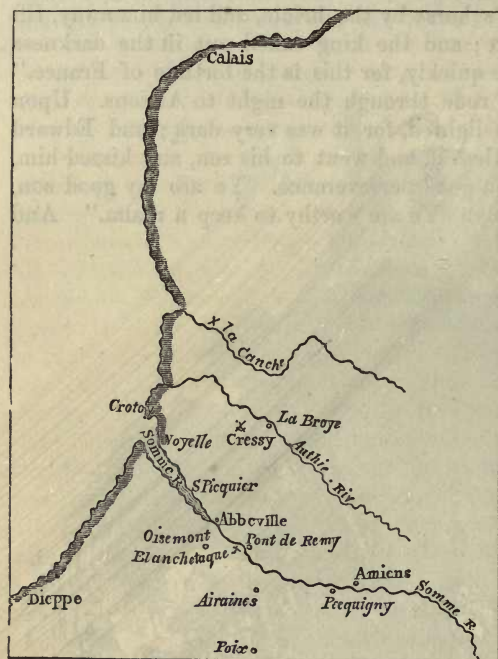 Calais
La Canche
La Broye
Crotoy
Cressy
Authie Riv
Noyelle
Somme R.
S Picquier
Abbeville
Oisemont
Pont de Remy
Blanchetaque
Amiens
Somme R.
Dieppe
Airaines
Pecquigny
Poix